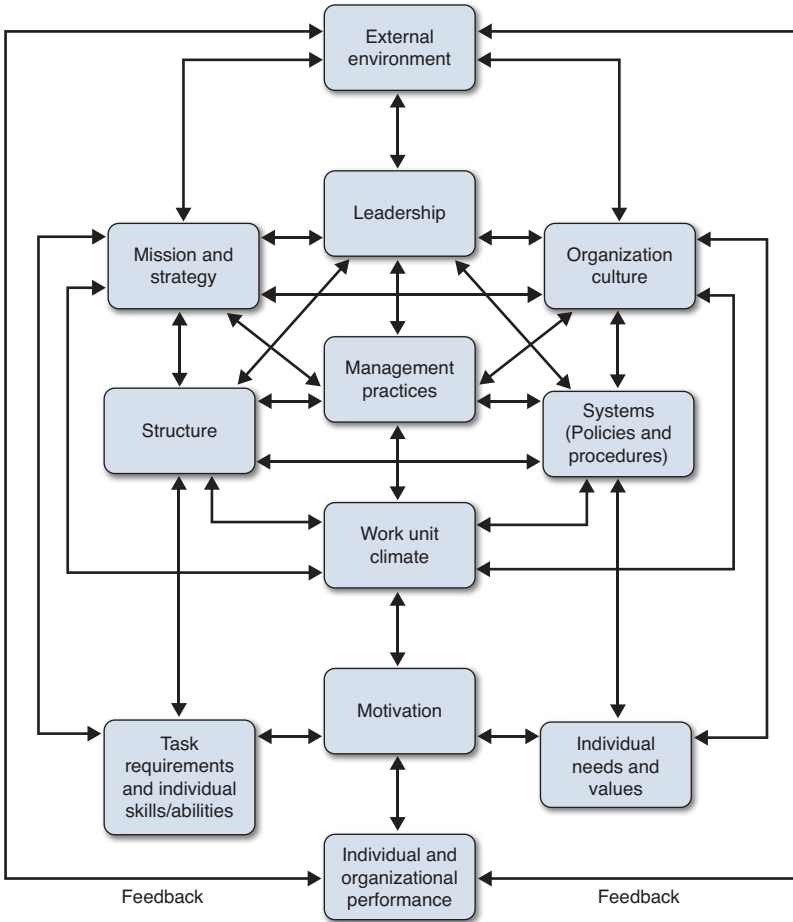 External
environment
Leadership
Mission and
strategy
Organization
culture
Management
practices
Structure
Systems
(Policies and
procedures)
Work unit
climate
Motivation
Task
requirements
and individual
skills/abilities
Individual
needs and
values
Individual and
organizational
performance
Feedback
Feedback